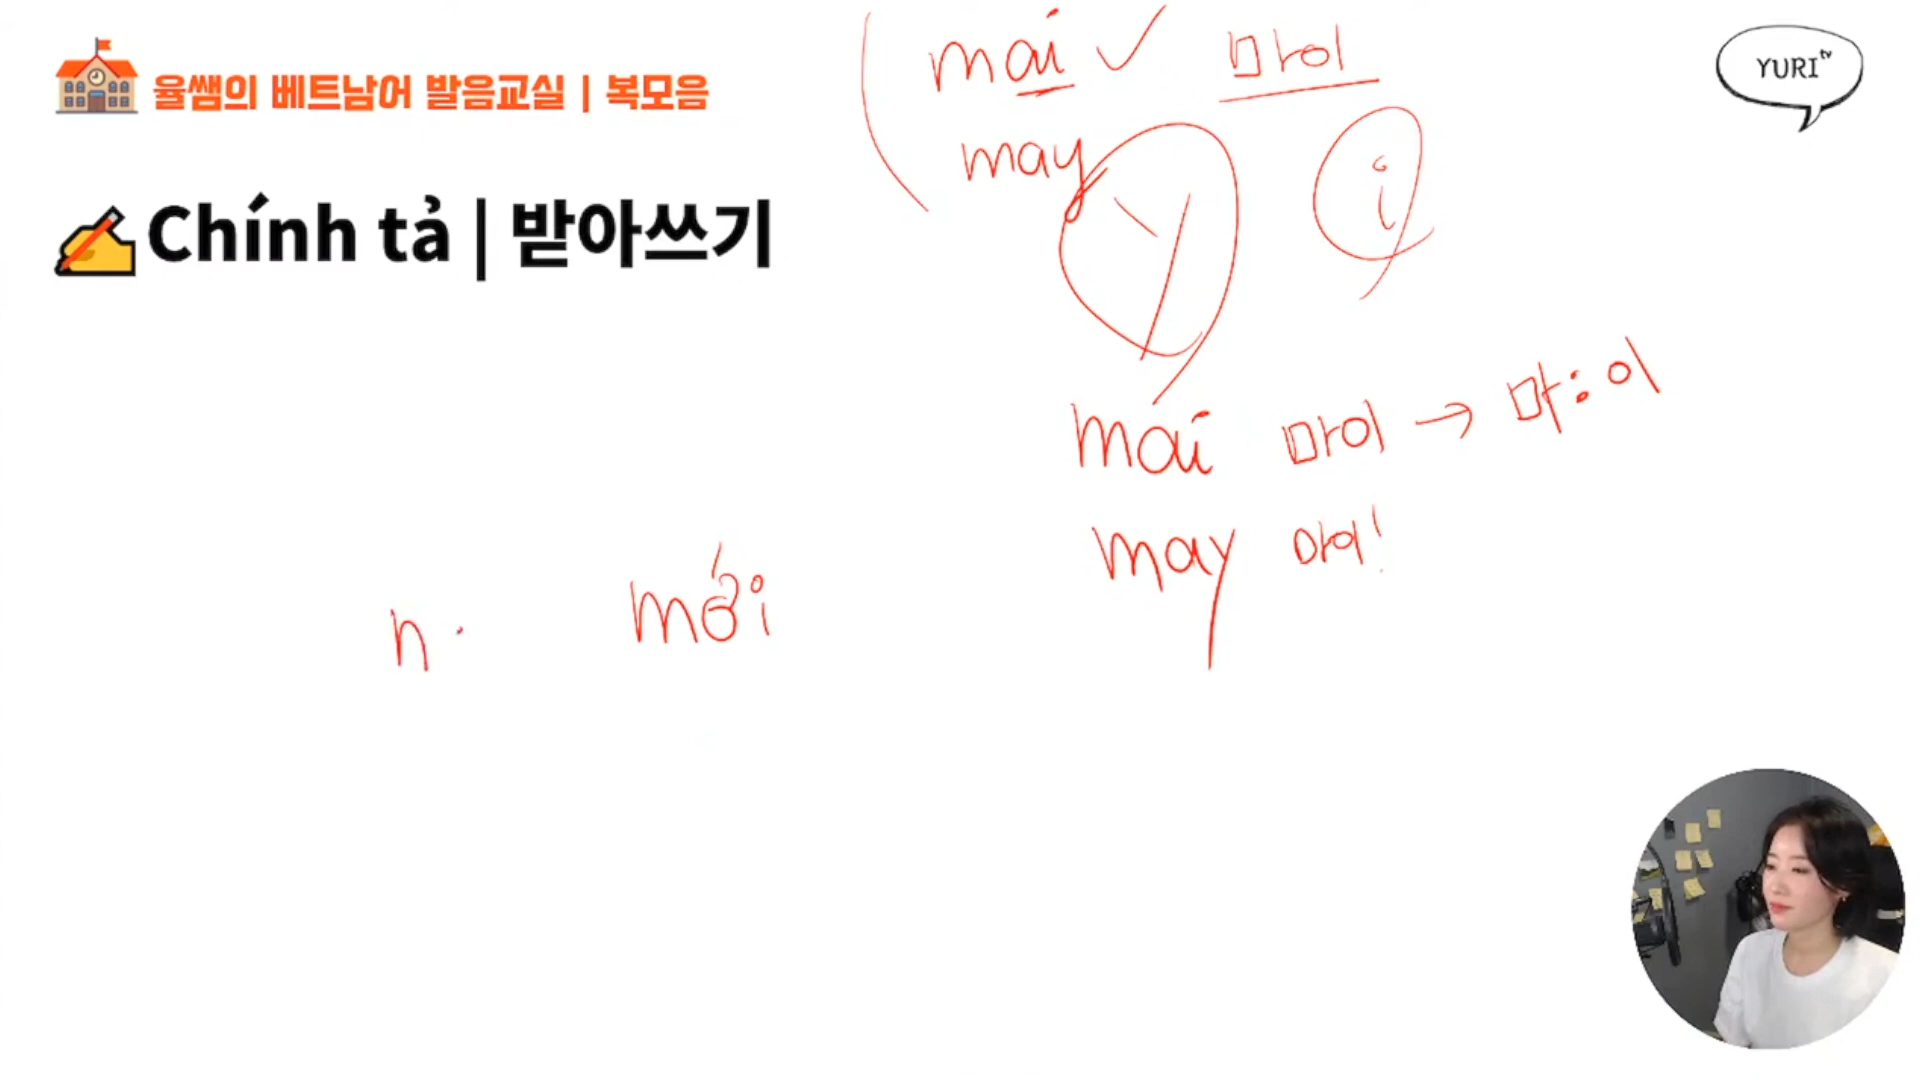 율쌤의 베트남어 발음교실 | 복모음
YURI tv
Chính tả | 받아쓰기
mai ✓ 마이
may
y i
mai 마이 → 마:이
may 마이!
n. mới